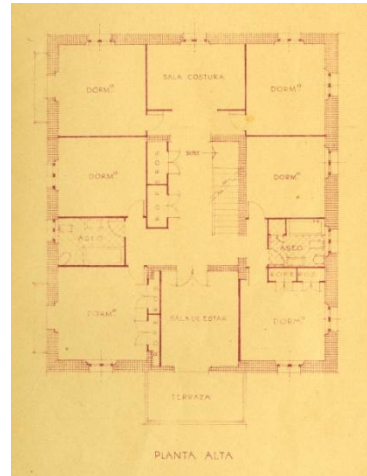 SALA COSTURA
DORMº
DORMº
DORMº
DORMº
ASEO
ASEO
DORMº
SALA DE ESTAR
DORMº
TERRAZA
PLANTA ALTA